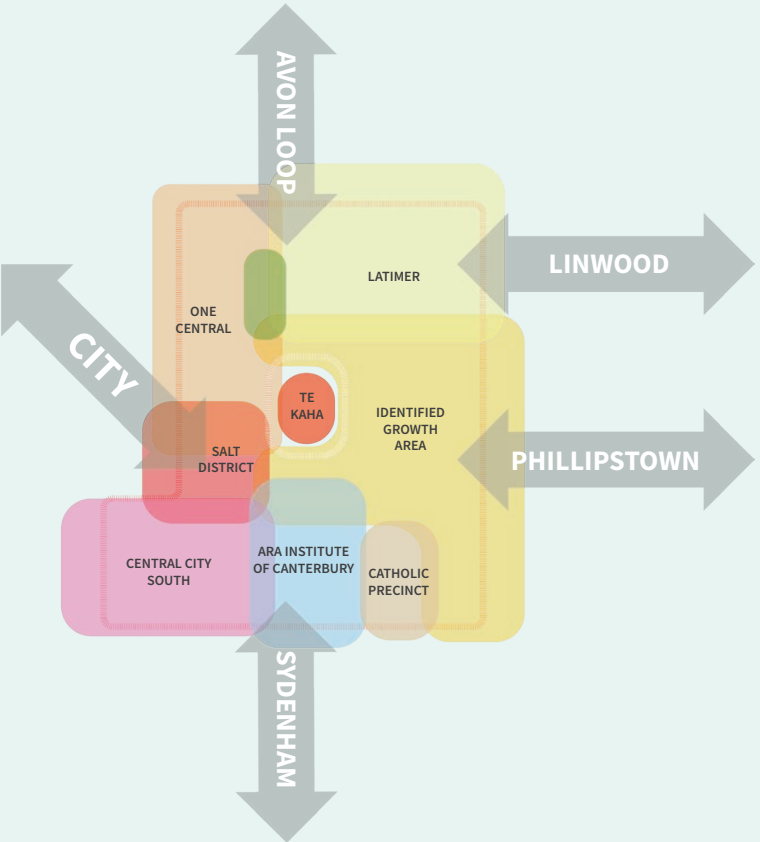 AVON LOOP
LINWOOD
LATIMER
ONE
CENTRAL
CITY
TE
KAHA
IDENTIFIED
GROWTH
AREA
SALT
DISTRICT
PHILLIPSTOWN
CENTRAL CITY
SOUTH
ARA INSTITUTE
OF CANTERBURY
CATHOLIC
PRECINCT
SYDENHAM